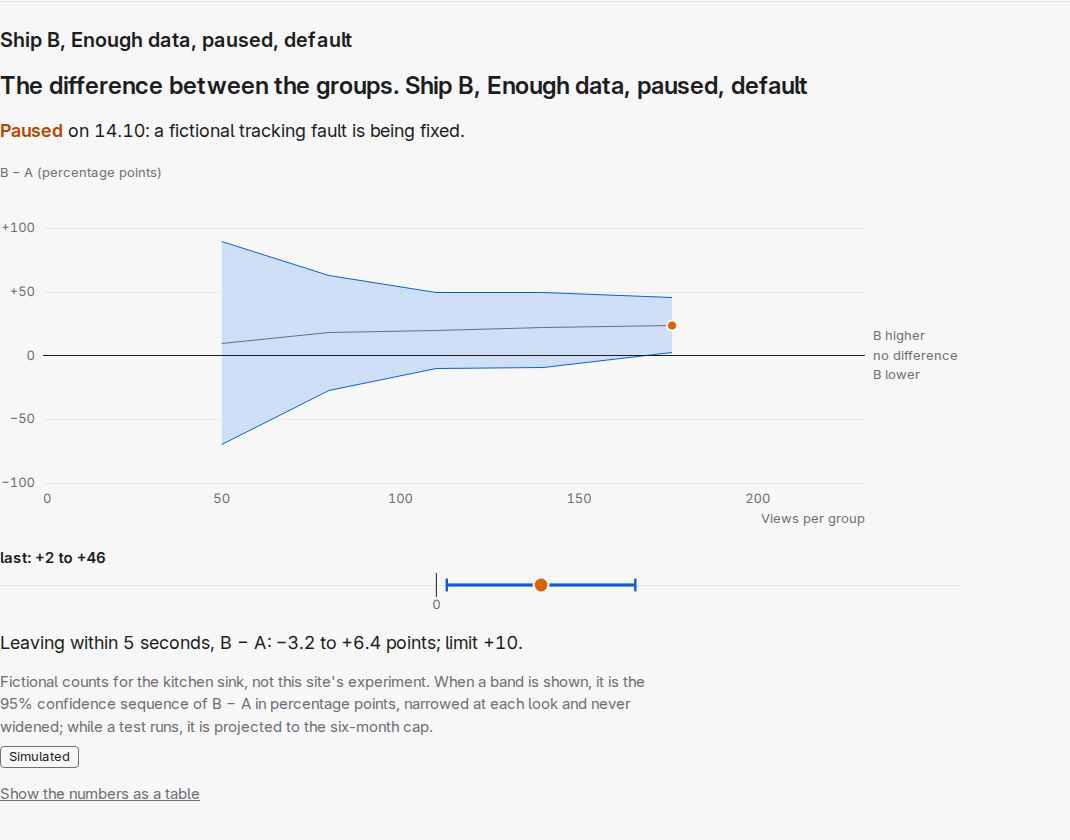 Ship B, Enough data, paused, default
The difference between the groups. Ship B, Enough data, paused, default
Paused on 14.10: a fictional tracking fault is being fixed.
B − A (percentage points)
+100
+50
0
−50
−100
B higher
no difference
B lower
0 50 100 150 200
Views per group
last: +2 to +46
0
Leaving within 5 seconds, B − A: −3.2 to +6.4 points; limit +10.
Fictional counts for the kitchen sink, not this site's experiment. When a band is shown, it is the
95% confidence sequence of B − A in percentage points, narrowed at each look and never
widened; while a test runs, it is projected to the six-month cap.
Simulated
Show the numbers as a table